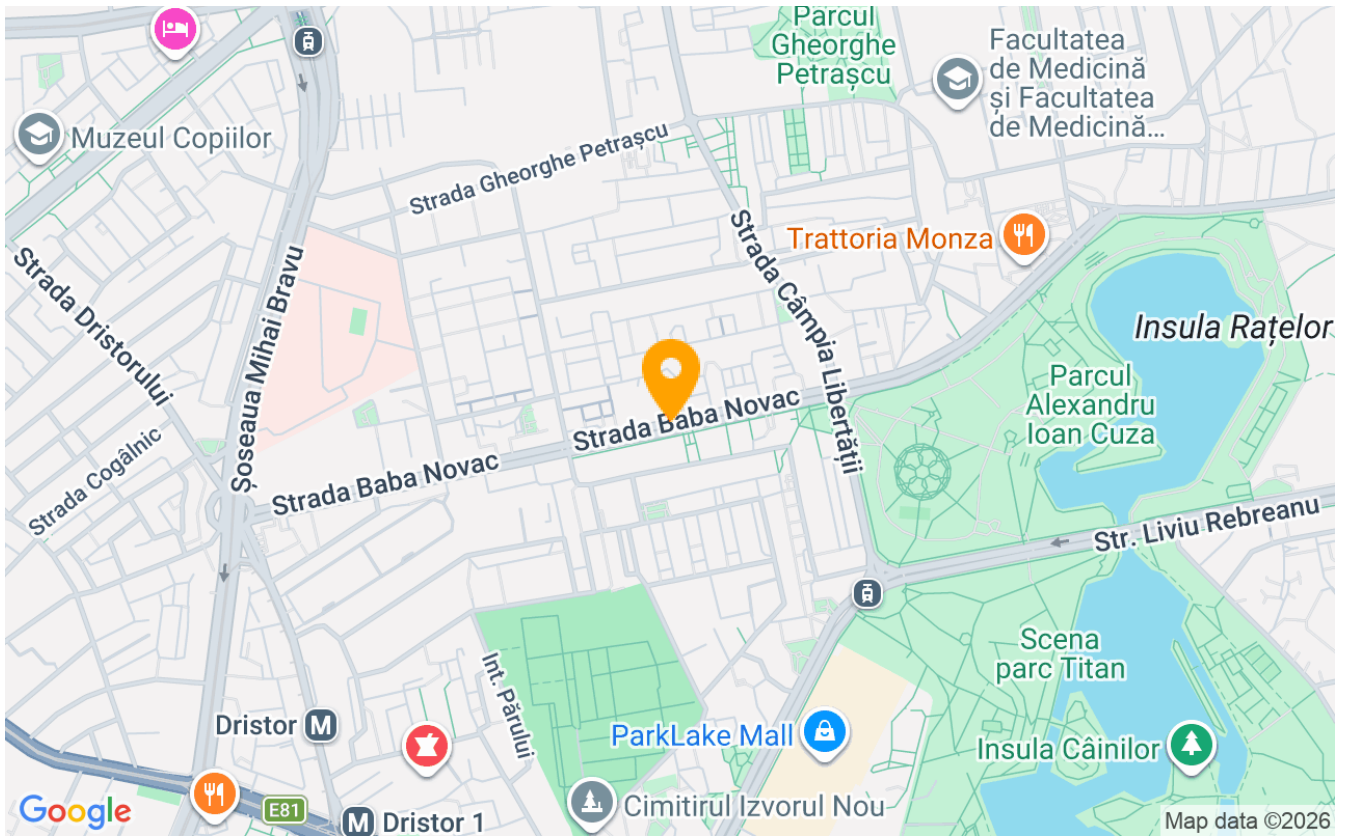 Parcul
Gheorghe
Petrașcu
Facultatea
de Medicină
și Facultatea
de Medicină...
Muzeul Copiilor
Strada Gheorghe Petrașcu
Trattoria Monza
Strada Câmpia Libertății
Strada Dristorului
Șoseaua Mihai Bravu
Insula Rațelor
Parcul
Alexandru
Ioan Cuza
Strada Baba Novac
Strada Baba Novac
Strada Cogâlnic
Str. Liviu Rebreanu
Scena
parc Titan
Int. Părului
Dristor M
ParkLake Mall
Insula Câinilor
Google
E81
M Dristor 1
Cimitirul Izvorul Nou
Map data ©2026